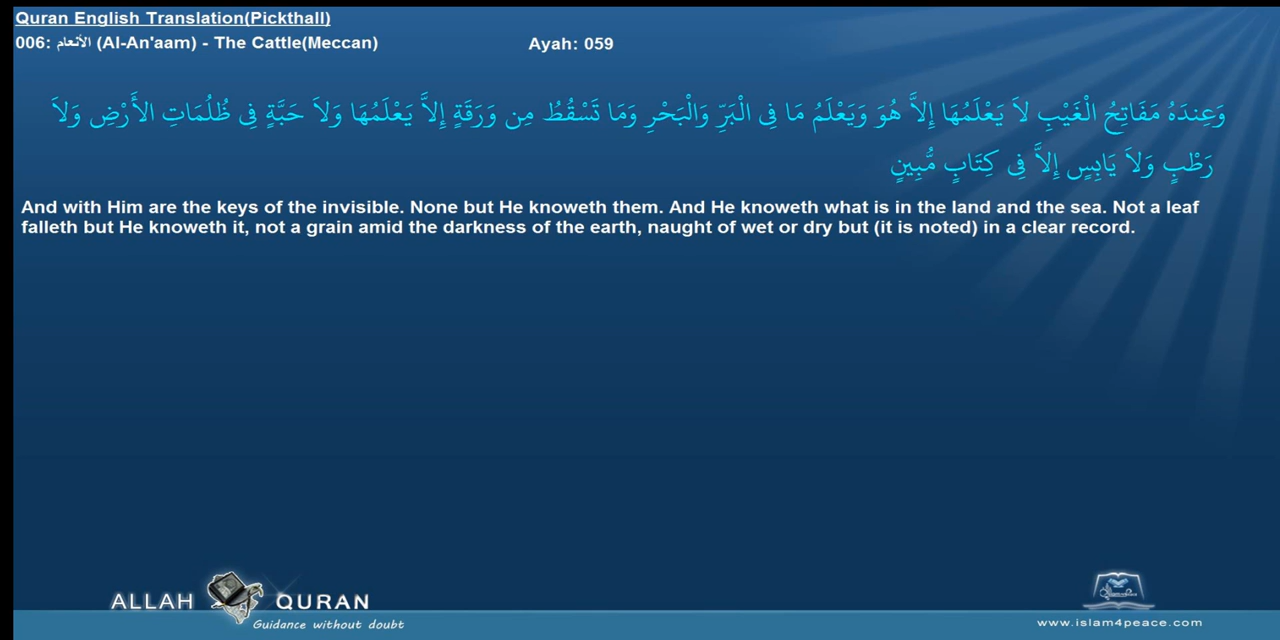 Quran English Translation(Pickthall)
006: الأنعام (Al-An'aam) - The Cattle(Meccan)
Ayah: 059
وَعِندَهُ مَفَاتِحُ الْغَيْبِ لاَ يَعْلَمُهَا إِلاَّ هُوَ وَيَعْلَمُ مَا فِى الْبَرِّ وَالْبَحْرِ وَمَا تَسْقُطُ مِن وَرَقَةٍ إِلاَّ يَعْلَمُهَا وَلاَ حَبَّةٍ فِى ظُلُمَاتِ الأَرْضِ وَلاَ
رَطْبٍ وَلاَ يَابِسٍ إِلاَّ فِى كِتَابٍ مُّبِينٍ
And with Him are the keys of the invisible. None but He knoweth them. And He knoweth what is in the land and the sea. Not a leaf
falleth but He knoweth it, not a grain amid the darkness of the earth, naught of wet or dry but (it is noted) in a clear record.
ALLAH QURAN
Guidance without doubt
www.islam4peace.com